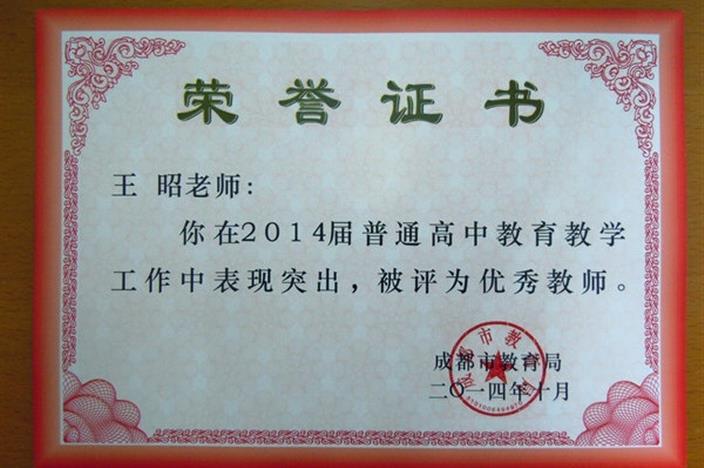 荣誉证书
王 昭老师:
你在2014届普通高中教育教学
工作中表现突出，被评为优秀教师。
成都市教育局
二○一四年十月